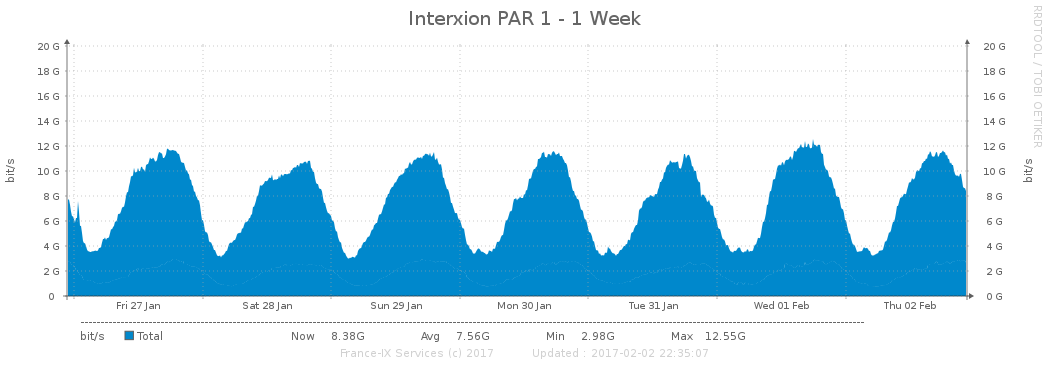 Interxion PAR 1 - 1 Week
RRDTOOL / TOBI OETIKER
bit/s
20 G 20 G
18 G 18 G
16 G 16 G
14 G 14 G
12 G 12 G
10 G 10 G
8 G 8 G
6 G 6 G
4 G 4 G
2 G 2 G
0 0 G
bit/s
Fri 27 Jan Sat 28 Jan Sun 29 Jan Mon 30 Jan Tue 31 Jan Wed 01 Feb Thu 02 Feb
bit/s Total Now 8.38G Avg 7.56G Min 2.98G Max 12.55G
France-IX Services (c) 2017 Updated : 2017-02-02 22:35:07